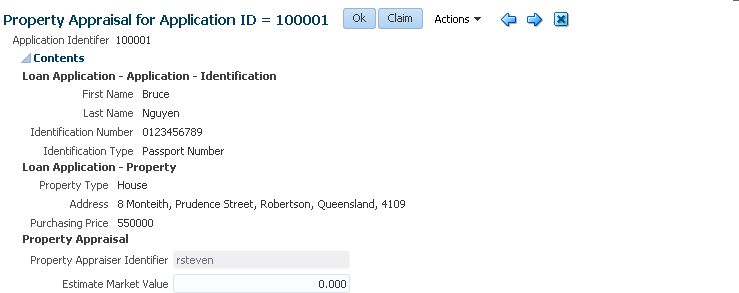 Property Appraisal for Application ID = 100001 Ok Claim Actions
Application Identifer 100001
Contents
Loan Application - Application - Identification
First Name Bruce
Last Name Nguyen
Identification Number 0123456789
Identification Type Passport Number
Loan Application - Property
Property Type House
Address 8 Monteith, Prudence Street, Robertson, Queensland, 4109
Purchasing Price 550000
Property Appraisal
Property Appraiser Identifier rsteven
Estimate Market Value 0.000